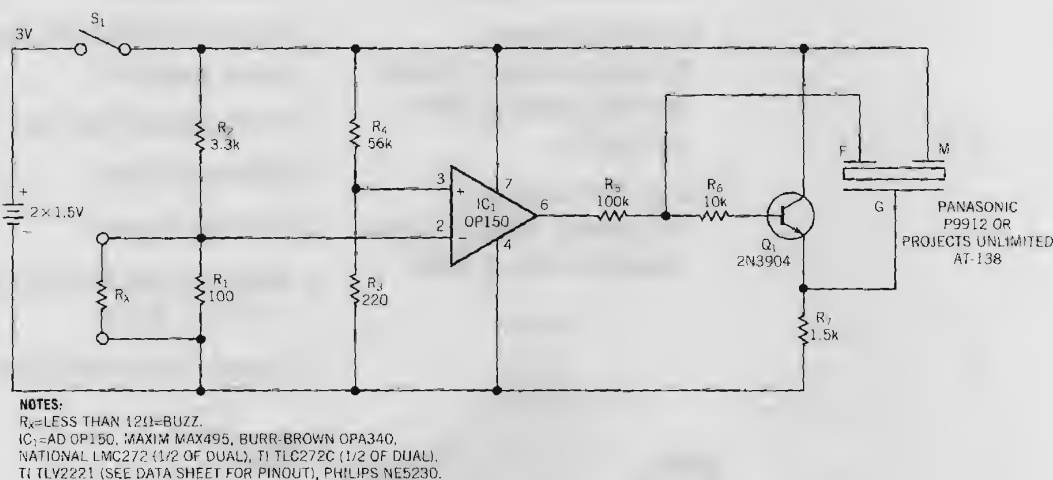 3V
S₁
R₂
3.3k
R₄
56k
F
M
3
+
7
IC₁
OP150
6
2
−
4
R₅
100k
R₆
10k
Q₁
2N3904
G
PANASONIC
P9912 OR
PROJECTS UNLIMITED
AT-138
+
2×1.5V
−
Rₓ
R₁
100
R₃
220
R₇
1.5k
NOTES:
Rₓ=LESS THAN 12Ω=BUZZ.
IC₁=AD OP150, MAXIM MAX495, BURR-BROWN OPA340,
NATIONAL LMC272 (1/2 OF DUAL), TI TLC272C (1/2 OF DUAL),
TI TLV2221 (SEE DATA SHEET FOR PINOUT), PHILIPS NE5230.